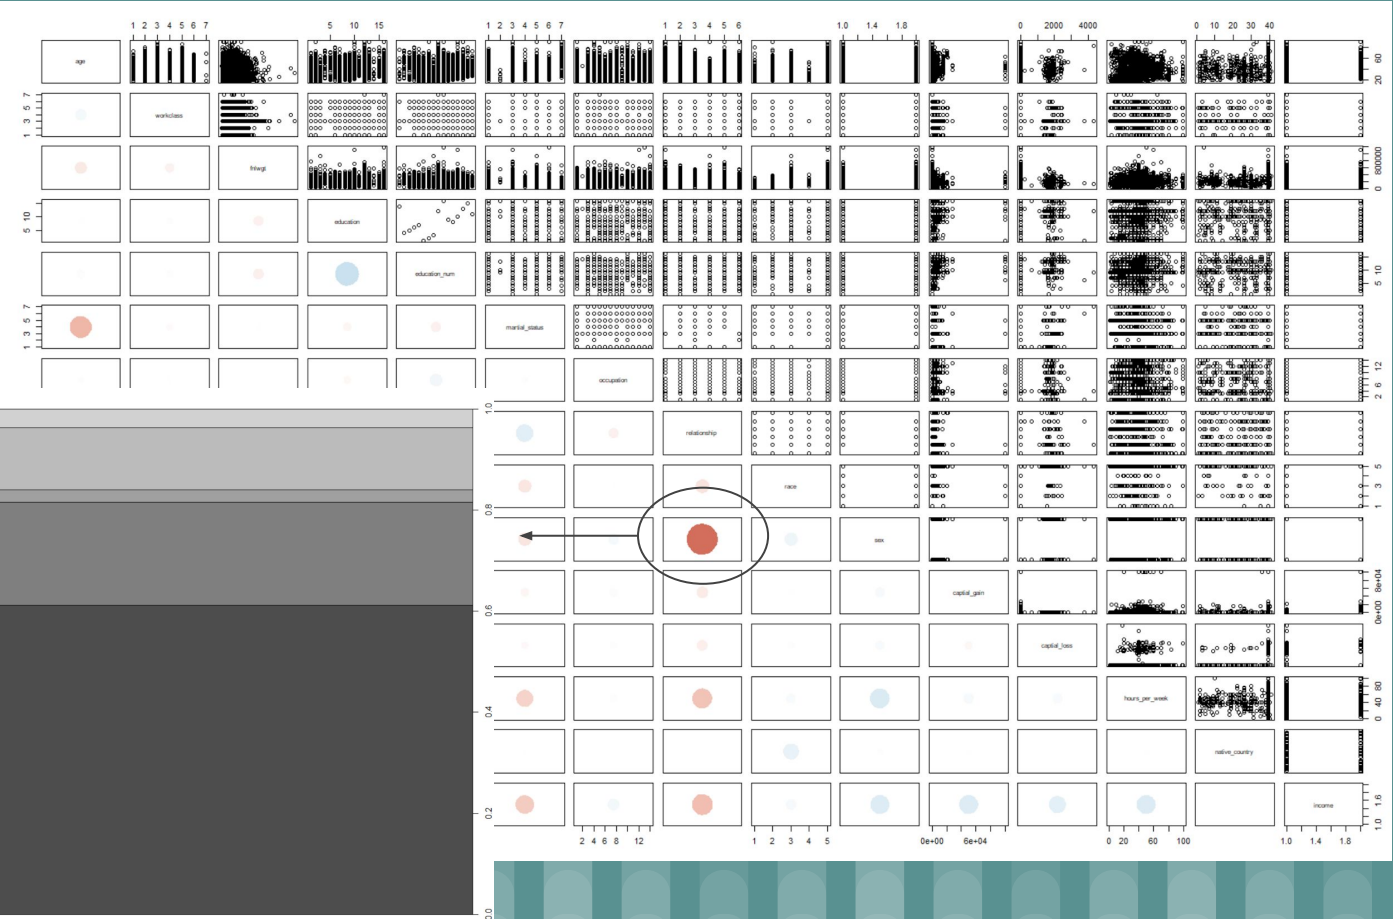 1 2 3 4 5 6 7 5 10 15 1 2 3 4 5 6 7 1 2 3 4 5 6 1.0 1.4 1.8 0 2000 4000 0 10 20 30 40
age 20 60
1 3 5 7 workclass
fnlwgt 0 800000
5 10 education
education_num 5 10
1 3 5 7 martial_status
occupation 2 6 12
1.0 relationship
race 1 3 5
0.8 sex
captial_gain 0e+00 8e+04
0.6 captial_loss
hours_per_week 0 40 80
0.4 native_country
0.2 income 1.0 1.6
2 4 6 8 12 1 2 3 4 5 0e+00 6e+04 0 20 60 100 1.0 1.4 1.8
0.0